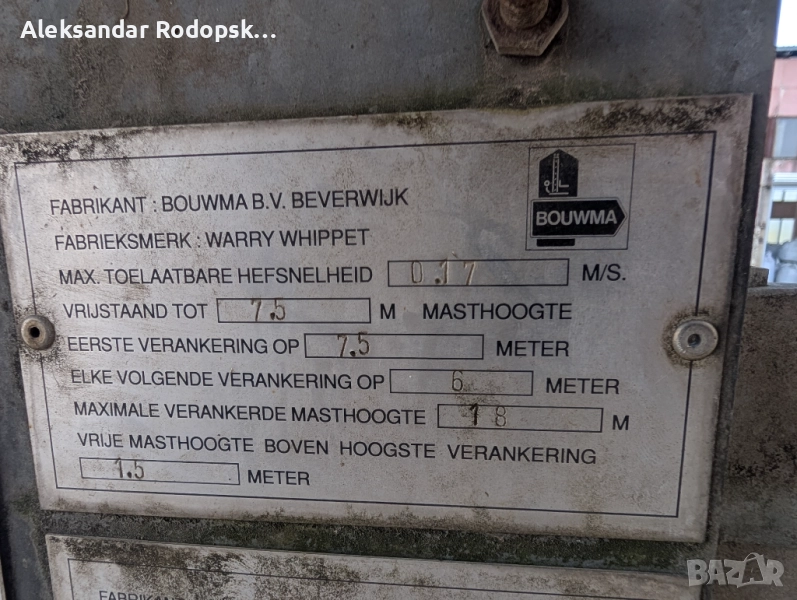 Aleksandar Rodopsk...
BOUWMA
FABRIKANT : BOUWMA B.V. BEVERWIJK
FABRIEKSMERK : WARRY WHIPPET
MAX. TOELAATBARE HEFSNELHEID 0.17 M/S.
VRIJSTAAND TOT 7.5 M MASTHOOGTE
EERSTE VERANKERING OP 7.5 METER
ELKE VOLGENDE VERANKERING OP 6 METER
MAXIMALE VERANKERDE MASTHOOGTE 18 M
VRIJE MASTHOOGTE BOVEN HOOGSTE VERANKERING
1.5 METER
FABRIKANT
BAZAR